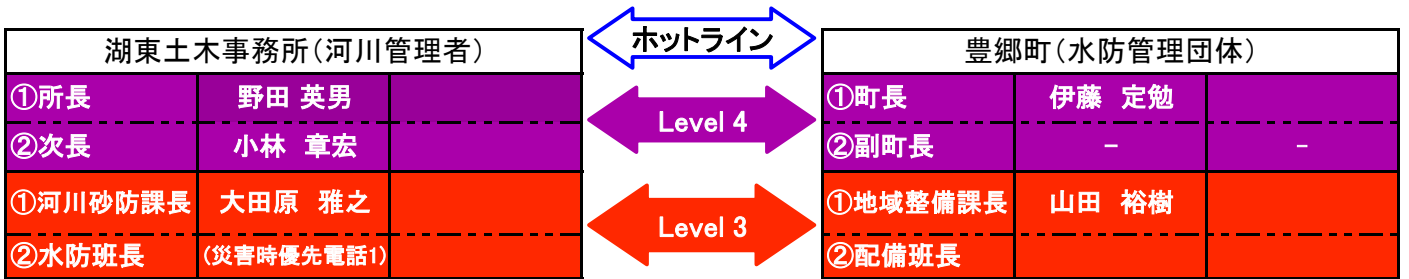 ホットライン
湖東土木事務所(河川管理者)
①所長 野田 英男
②次長 小林 章宏
①河川砂防課長 大田原 雅之
②水防班長 (災害時優先電話1)
Level 4
Level 3
豊郷町(水防管理団体)
①町長 伊藤 定勉
②副町長 - -
①地域整備課長 山田 裕樹
②配備班長